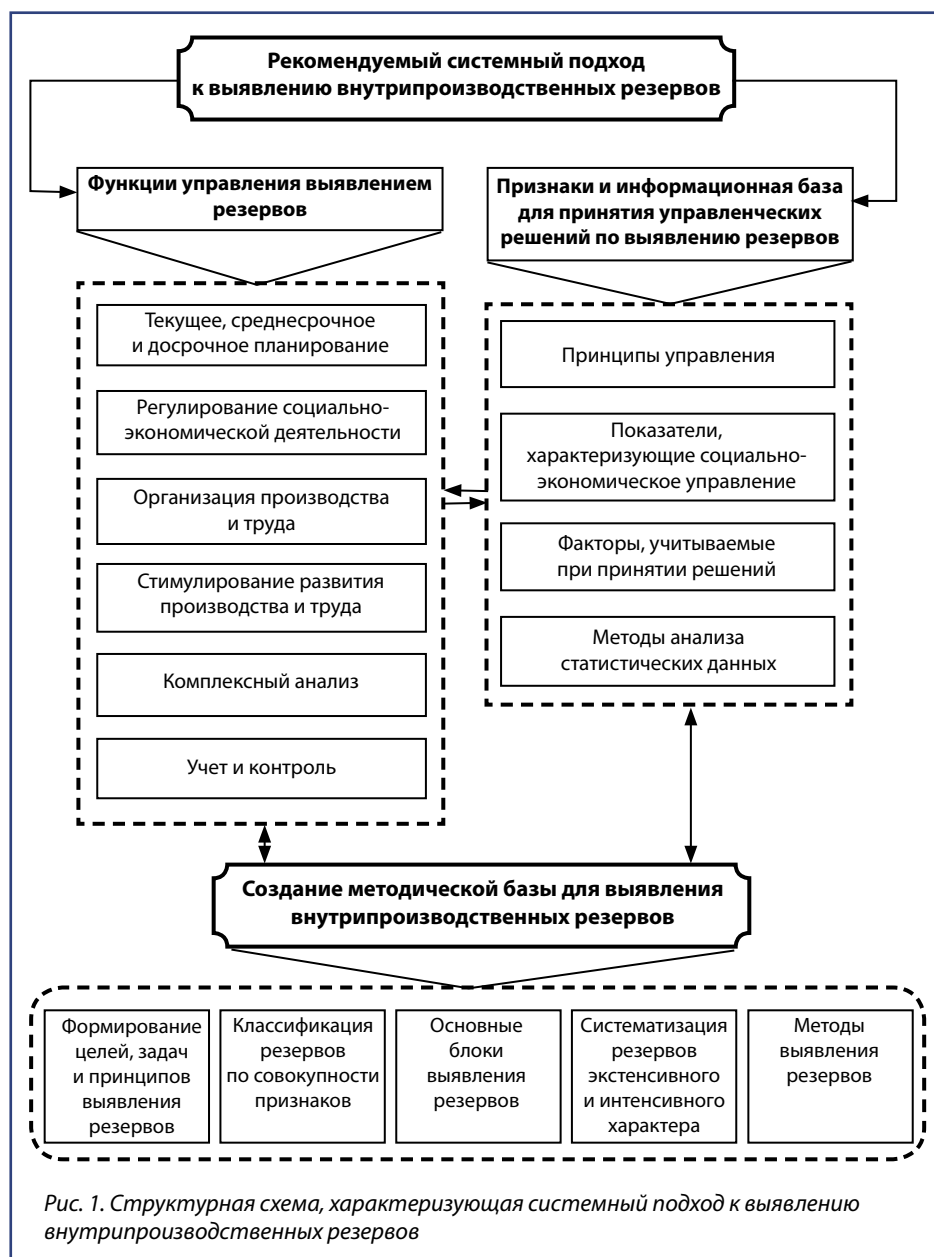 Рекомендуемый системный подход
к выявлению внутрипроизводственных резервов
Функции управления выявлением
резервов
Признаки и информационная база
для принятия управленческих
решений по выявлению резервов
Текущее, среднесрочное
и досрочное планирование
Регулирование социально-
экономической деятельности
Организация производства
и труда
Стимулирование развития
производства и труда
Комплексный анализ
Учет и контроль
Принципы управления
Показатели,
характеризующие социально-
экономическое управление
Факторы, учитываемые
при принятии решений
Методы анализа
статистических данных
Создание методической базы для выявления
внутрипроизводственных резервов
Формирование
целей, задач
и принципов
выявления
резервов
Классификация
резервов
по совокупности
признаков
Основные
блоки
выявления
резервов
Систематизация
резервов
экстенсивного
и интенсивного
характера
Методы
выявления
резервов
Рис. 1. Структурная схема, характеризующая системный подход к выявлению
внутрипроизводственных резервов